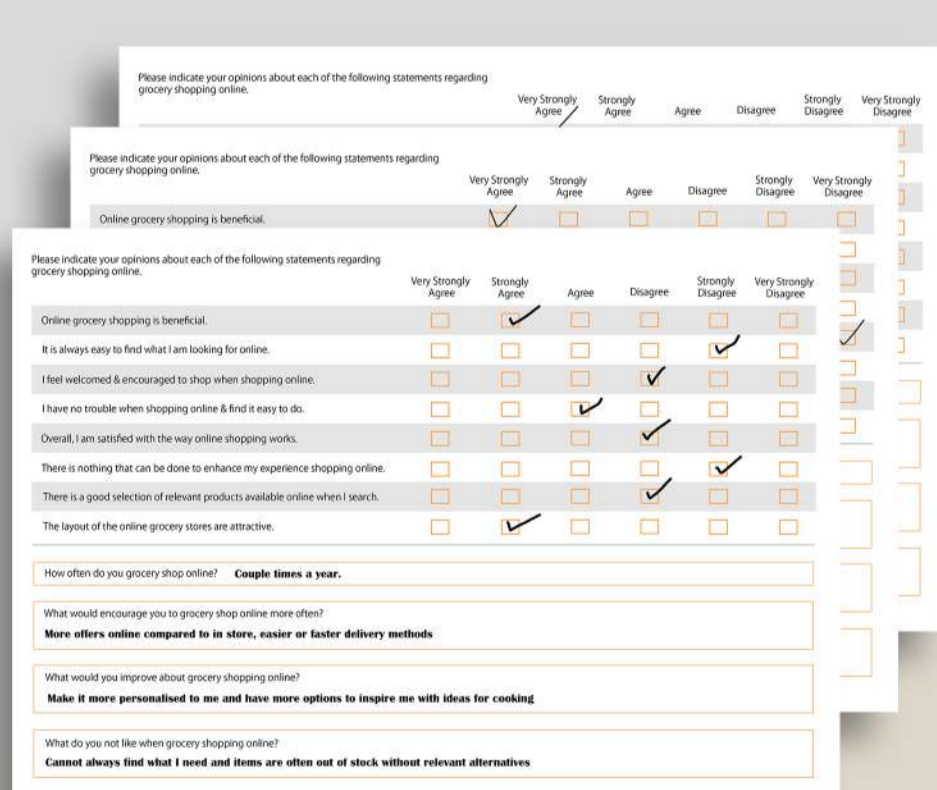 Please indicate your opinions about each of the following statements regarding
grocery shopping online.
Very Strongly Agree Strongly Agree Agree Disagree Strongly Disagree Very Strongly Disagree
Please indicate your opinions about each of the following statements regarding
grocery shopping online.
Very Strongly Agree Strongly Agree Agree Disagree Strongly Disagree Very Strongly Disagree
Online grocery shopping is beneficial.
Please indicate your opinions about each of the following statements regarding
grocery shopping online.
Very Strongly Agree Strongly Agree Agree Disagree Strongly Disagree Very Strongly Disagree
Online grocery shopping is beneficial.
It is always easy to find what I am looking for online.
I feel welcomed & encouraged to shop when shopping online.
I have no trouble when shopping online & find it easy to do.
Overall, I am satisfied with the way online shopping works.
There is nothing that can be done to enhance my experience shopping online.
There is a good selection of relevant products available online when I search.
The layout of the online grocery stores are attractive.
How often do you grocery shop online? Couple times a year.
What would encourage you to grocery shop online more often?
More offers online compared to in store, easier or faster delivery methods
What would you improve about grocery shopping online?
Make it more personalised to me and have more options to inspire me with ideas for cooking
What do you not like when grocery shopping online?
Cannot always find what I need and items are often out of stock without relevant alternatives